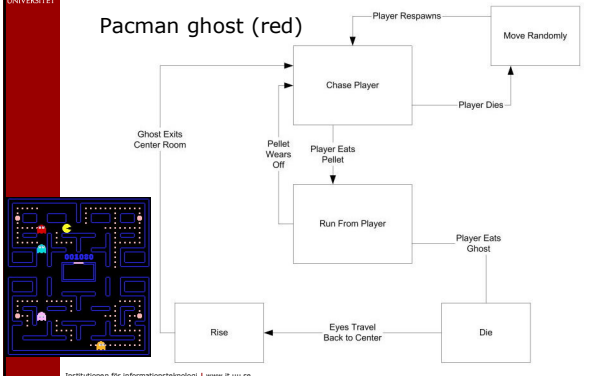 UNIVERSITET
Pacman ghost (red)
Player Respawns
Move Randomly
Chase Player
Player Dies
Ghost Exits
Center Room
Pellet
Wears
Off
Player Eats
Pellet
Run From Player
Player Eats
Ghost
001080
Rise
Eyes Travel
Back to Center
Die
Institutionen för informationsteknologi | www.it.uu.se